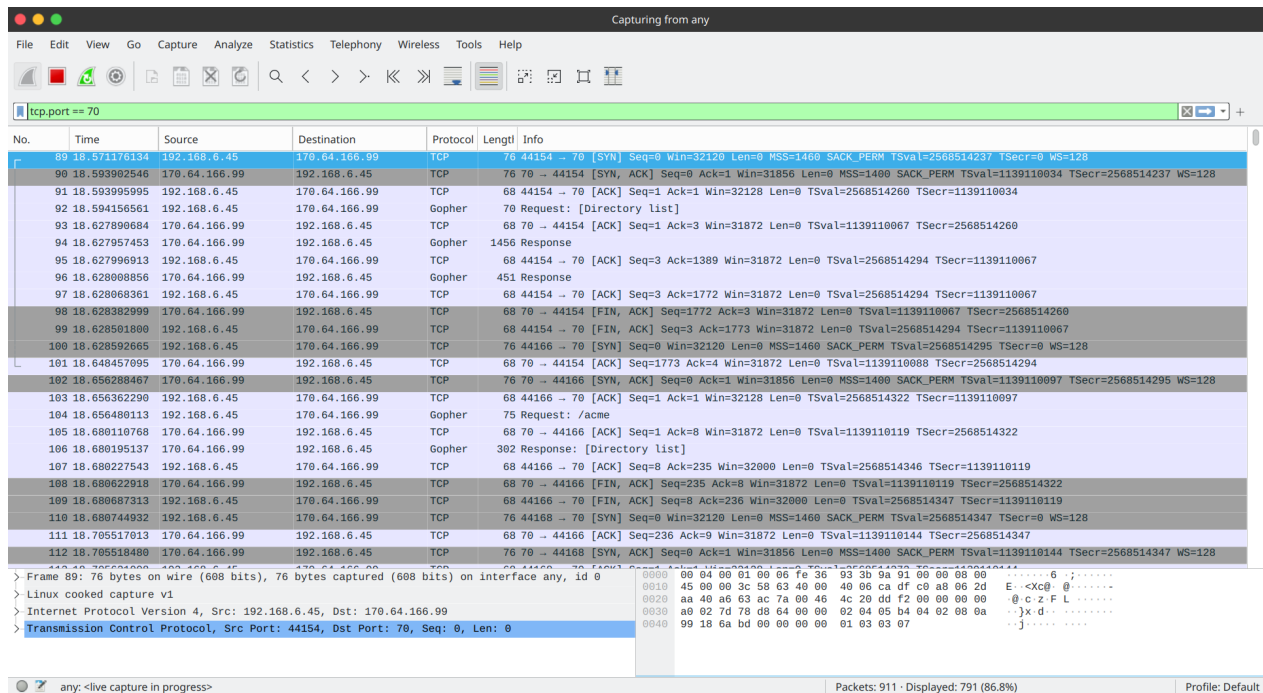 Capturing from any
File Edit View Go Capture Analyze Statistics Telephony Wireless Tools Help
tcp.port == 70
No. Time Source Destination Protocol Lengtl Info
89 18.571176134 192.168.6.45 170.64.166.99 TCP 76 44154 → 70 [SYN] Seq=0 Win=32120 Len=0 MSS=1460 SACK_PERM TSval=2568514237 TSecr=0 WS=128
90 18.593902546 170.64.166.99 192.168.6.45 TCP 76 70 → 44154 [SYN, ACK] Seq=0 Ack=1 Win=31856 Len=0 MSS=1400 SACK_PERM TSval=1139110034 TSecr=2568514237 WS=128
91 18.593995995 192.168.6.45 170.64.166.99 TCP 68 44154 → 70 [ACK] Seq=1 Ack=1 Win=32128 Len=0 TSval=2568514260 TSecr=1139110034
92 18.594156561 192.168.6.45 170.64.166.99 Gopher 70 Request: [Directory list]
93 18.627890684 170.64.166.99 192.168.6.45 TCP 68 70 → 44154 [ACK] Seq=1 Ack=3 Win=31872 Len=0 TSval=1139110067 TSecr=2568514260
94 18.627957453 170.64.166.99 192.168.6.45 Gopher 1456 Response
95 18.627996913 192.168.6.45 170.64.166.99 TCP 68 44154 → 70 [ACK] Seq=3 Ack=1389 Win=31872 Len=0 TSval=2568514294 TSecr=1139110067
96 18.628008856 170.64.166.99 192.168.6.45 Gopher 451 Response
97 18.628068361 192.168.6.45 170.64.166.99 TCP 68 44154 → 70 [ACK] Seq=3 Ack=1772 Win=31872 Len=0 TSval=2568514294 TSecr=1139110067
98 18.628382999 170.64.166.99 192.168.6.45 TCP 68 70 → 44154 [FIN, ACK] Seq=1772 Ack=3 Win=31872 Len=0 TSval=1139110067 TSecr=2568514260
99 18.628501800 192.168.6.45 170.64.166.99 TCP 68 44154 → 70 [FIN, ACK] Seq=3 Ack=1773 Win=31872 Len=0 TSval=2568514294 TSecr=1139110067
100 18.628592665 192.168.6.45 170.64.166.99 TCP 76 44166 → 70 [SYN] Seq=0 Win=32120 Len=0 MSS=1460 SACK_PERM TSval=2568514295 TSecr=0 WS=128
101 18.648457095 170.64.166.99 192.168.6.45 TCP 68 70 → 44154 [ACK] Seq=1773 Ack=4 Win=31872 Len=0 TSval=1139110088 TSecr=2568514294
102 18.656288467 170.64.166.99 192.168.6.45 TCP 76 70 → 44166 [SYN, ACK] Seq=0 Ack=1 Win=31856 Len=0 MSS=1400 SACK_PERM TSval=1139110097 TSecr=2568514295 WS=128
103 18.656362290 192.168.6.45 170.64.166.99 TCP 68 44166 → 70 [ACK] Seq=1 Ack=1 Win=32128 Len=0 TSval=2568514322 TSecr=1139110097
104 18.656480113 192.168.6.45 170.64.166.99 Gopher 75 Request: /acme
105 18.680110768 170.64.166.99 192.168.6.45 TCP 68 70 → 44166 [ACK] Seq=1 Ack=8 Win=31872 Len=0 TSval=1139110119 TSecr=2568514322
106 18.680195137 170.64.166.99 192.168.6.45 Gopher 302 Response: [Directory list]
107 18.680227543 192.168.6.45 170.64.166.99 TCP 68 44166 → 70 [ACK] Seq=8 Ack=235 Win=32000 Len=0 TSval=2568514346 TSecr=1139110119
108 18.680622918 170.64.166.99 192.168.6.45 TCP 68 70 → 44166 [FIN, ACK] Seq=235 Ack=8 Win=31872 Len=0 TSval=1139110119 TSecr=2568514322
109 18.680687313 192.168.6.45 170.64.166.99 TCP 68 44166 → 70 [FIN, ACK] Seq=8 Ack=236 Win=32000 Len=0 TSval=2568514347 TSecr=1139110119
110 18.680744932 192.168.6.45 170.64.166.99 TCP 76 44168 → 70 [SYN] Seq=0 Win=32120 Len=0 MSS=1460 SACK_PERM TSval=2568514347 TSecr=0 WS=128
111 18.705517013 170.64.166.99 192.168.6.45 TCP 68 70 → 44166 [ACK] Seq=236 Ack=9 Win=31872 Len=0 TSval=1139110144 TSecr=2568514347
112 18.705518480 170.64.166.99 192.168.6.45 TCP 76 70 → 44168 [SYN, ACK] Seq=0 Ack=1 Win=31856 Len=0 MSS=1400 SACK_PERM TSval=1139110144 TSecr=2568514347 WS=128
Frame 89: 76 bytes on wire (608 bits), 76 bytes captured (608 bits) on interface any, id 0
Linux cooked capture v1
Internet Protocol Version 4, Src: 192.168.6.45, Dst: 170.64.166.99
Transmission Control Protocol, Src Port: 44154, Dst Port: 70, Seq: 0, Len: 0
0000 00 04 00 01 00 06 fe 36 93 3b 9a 91 00 00 08 00 ·······6 ·;······
0010 45 00 00 3c 58 63 40 00 40 06 ca df c0 a8 06 2d E··<Xc@· @······-
0020 aa 40 a6 63 ac 7a 00 46 4c 20 dd f2 00 00 00 00 ·@·c·z·F L ······
0030 a0 02 7d 78 d8 64 00 00 02 04 05 b4 04 02 08 0a ··}x·d·· ········
0040 99 18 6a bd 00 00 00 00 01 03 03 07 ··j····· ····
any: <live capture in progress>
Packets: 911 · Displayed: 791 (86.8%)
Profile: Default